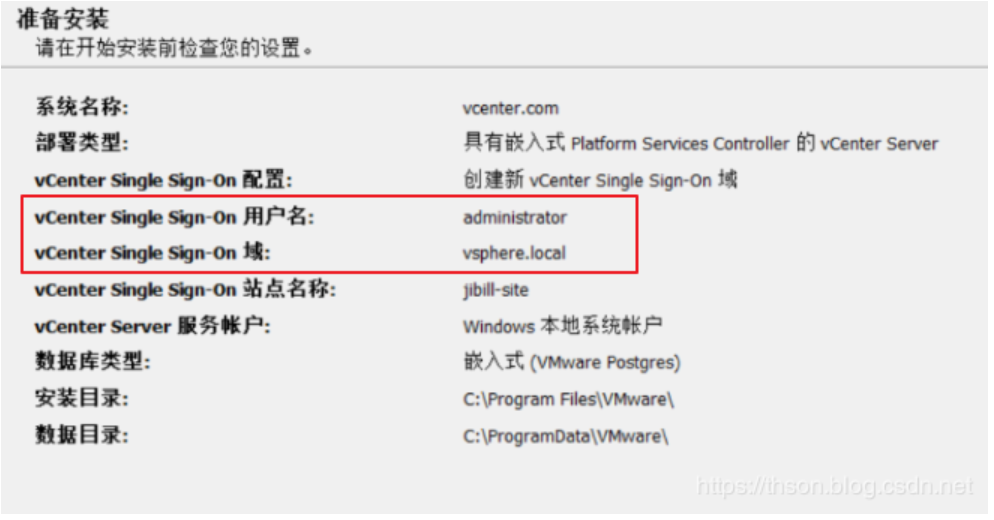 准备安装
请在开始安装前检查您的设置。
系统名称: vcenter.com
部署类型: 具有嵌入式 Platform Services Controller 的 vCenter Server
vCenter Single Sign-On 配置: 创建新 vCenter Single Sign-On 域
vCenter Single Sign-On 用户名: administrator
vCenter Single Sign-On 域: vsphere.local
vCenter Single Sign-On 站点名称: jibill-site
vCenter Server 服务帐户: Windows 本地系统帐户
数据库类型: 嵌入式 (VMware Postgres)
安装目录: C:\Program Files\VMware\
数据目录: C:\ProgramData\VMware\
https://thson.blog.csdn.net